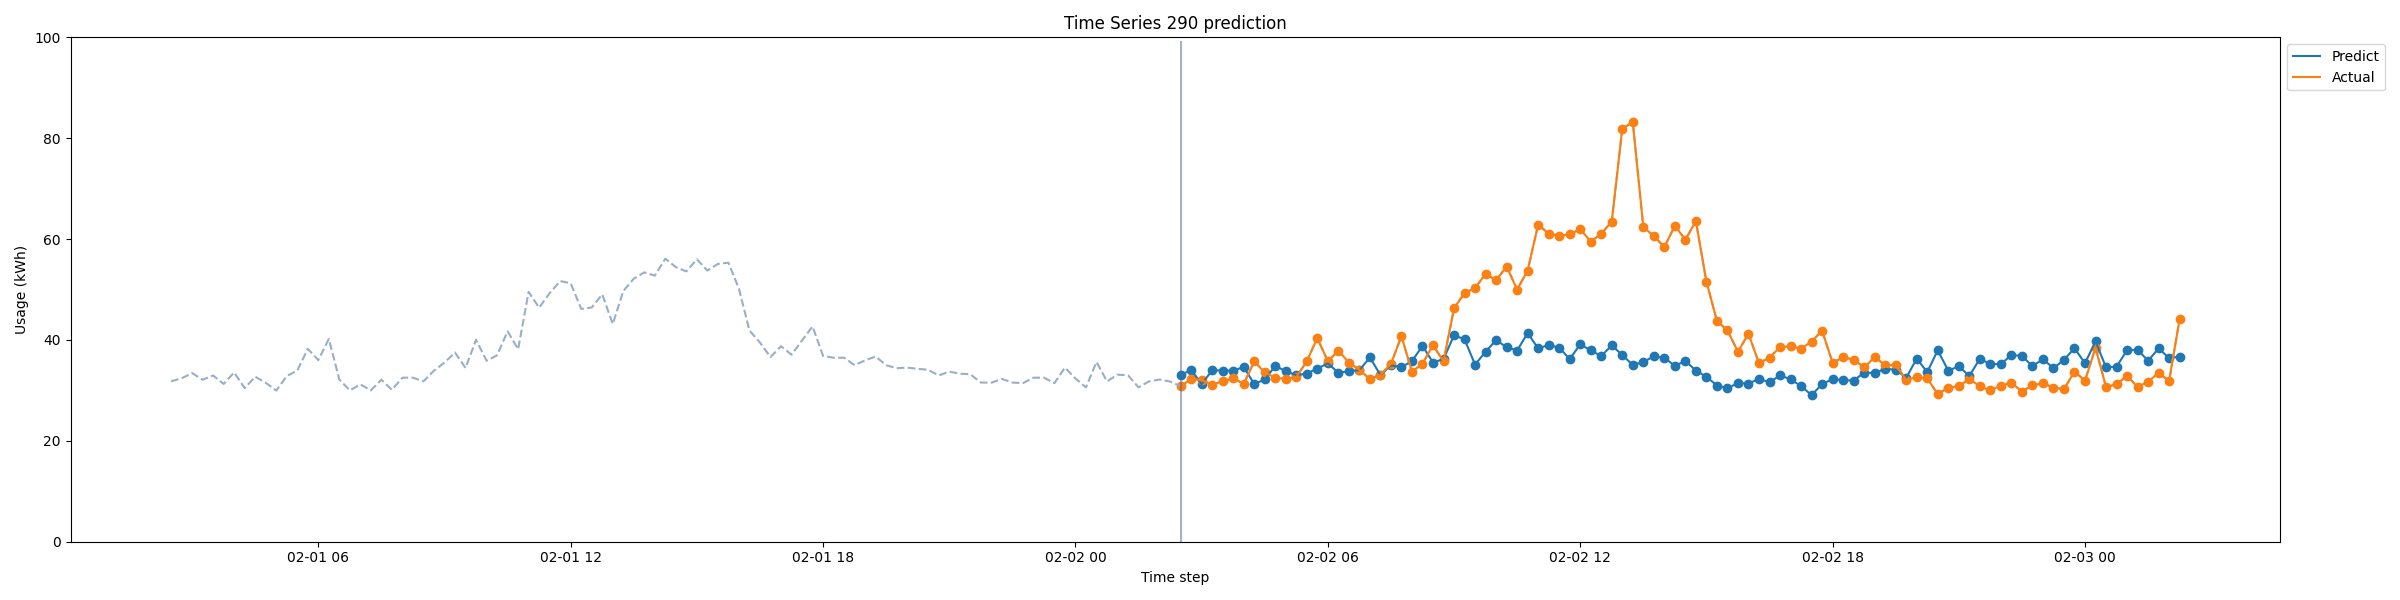 Time Series 290 prediction
100
80
60
40
20
0
Usage (kWh)
Predict
Actual
02-01 06
02-01 12
02-01 18
02-02 00
02-02 06
02-02 12
02-02 18
02-03 00
Time step